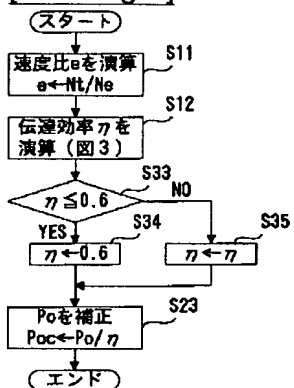 スタート
S11
速度比eを演算
e←Nt/Ne
S12
伝達効率ηを
演算(図3)
S33
η≦0.6
NO
YES
S34
S35
η←0.6
η←η
S23
Poを補正
Poc←Po/η
エンド